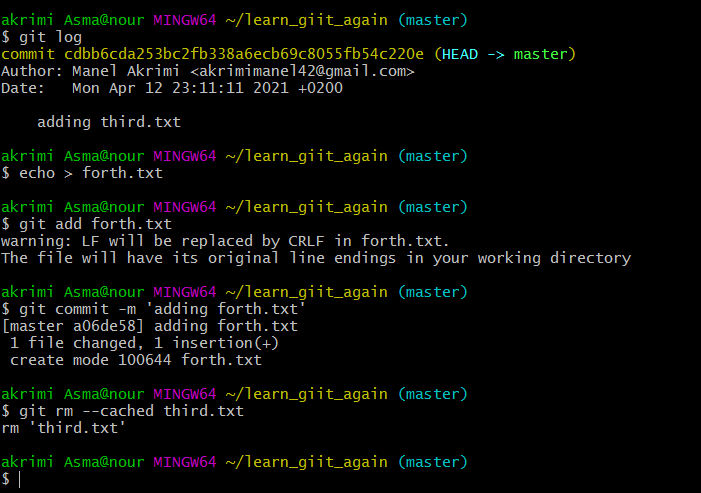 akrimi Asma@nour MINGW64 ~/learn_giit_again (master)
$ git log
commit cdbb6cda253bc2fb338a6ecb69c8055fb54c220e (HEAD -> master)
Author: Manel Akrimi <akrimimanel42@gmail.com>
Date:   Mon Apr 12 23:11:11 2021 +0200

    adding third.txt

akrimi Asma@nour MINGW64 ~/learn_giit_again (master)
$ echo > forth.txt

akrimi Asma@nour MINGW64 ~/learn_giit_again (master)
$ git add forth.txt
warning: LF will be replaced by CRLF in forth.txt.
The file will have its original line endings in your working directory

akrimi Asma@nour MINGW64 ~/learn_giit_again (master)
$ git commit -m 'adding forth.txt'
[master a06de58] adding forth.txt
 1 file changed, 1 insertion(+)
 create mode 100644 forth.txt

akrimi Asma@nour MINGW64 ~/learn_giit_again (master)
$ git rm --cached third.txt
rm 'third.txt'

akrimi Asma@nour MINGW64 ~/learn_giit_again (master)
$